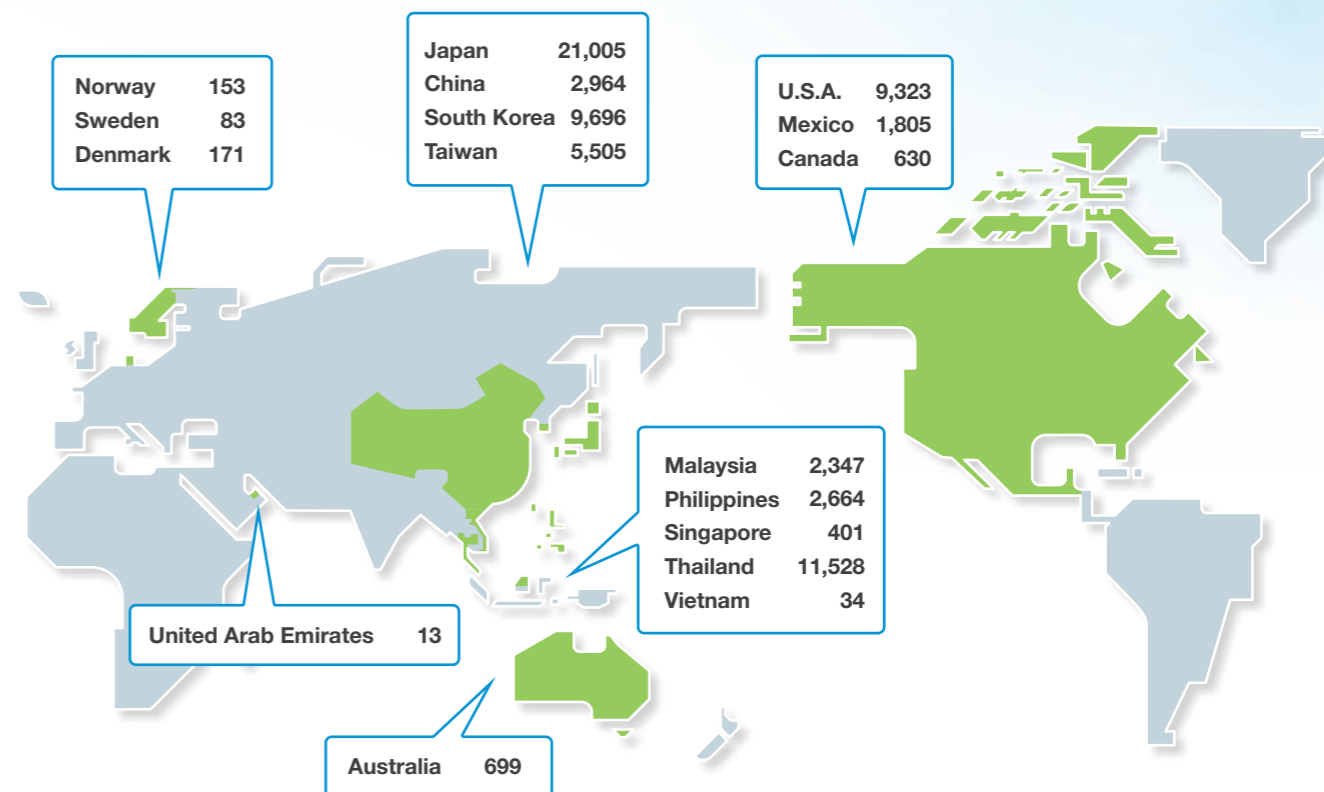 Norway 153
Sweden 83
Denmark 171
Japan 21,005
China 2,964
South Korea 9,696
Taiwan 5,505
U.S.A. 9,323
Mexico 1,805
Canada 630
Malaysia 2,347
Philippines 2,664
Singapore 401
Thailand 11,528
Vietnam 34
United Arab Emirates 13
Australia 699